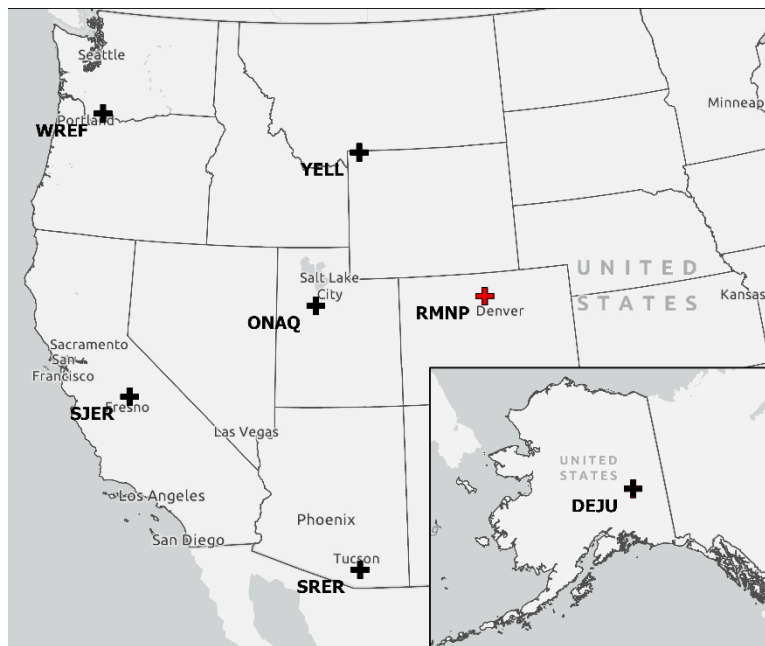 Seattle
Portland
WREF
Minneap
YELL
UNITED
STATES
Salt Lake
City
ONAQ
RMNP
Denver
Kansas
Sacramento
San
Francisco
SJER
Fresno
Las Vegas
Los Angeles
San Diego
Phoenix
Tucson
SRER
UNITED
STATES
DEJU